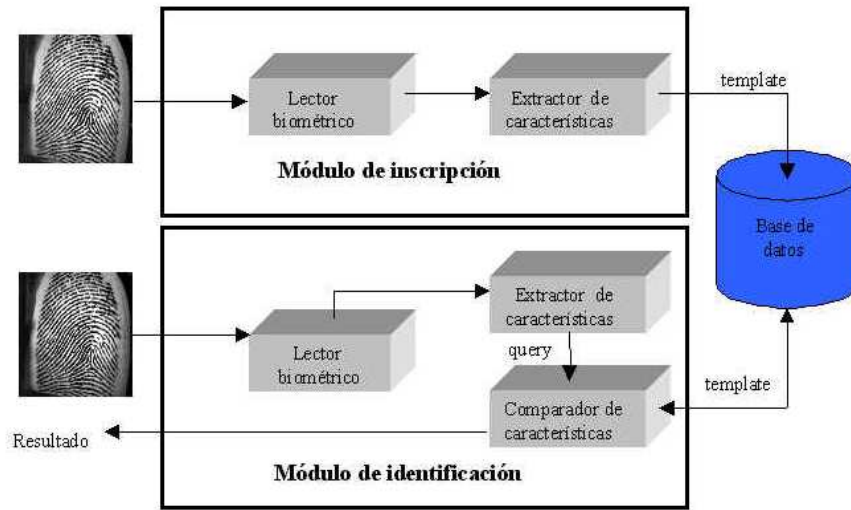 Lector
biométrico
Extractor de
características
template
Módulo de inscripción
Base de
datos
Extractor de
características
Lector
biométrico
query
template
Comparador de
características
Resultado
Módulo de identificación